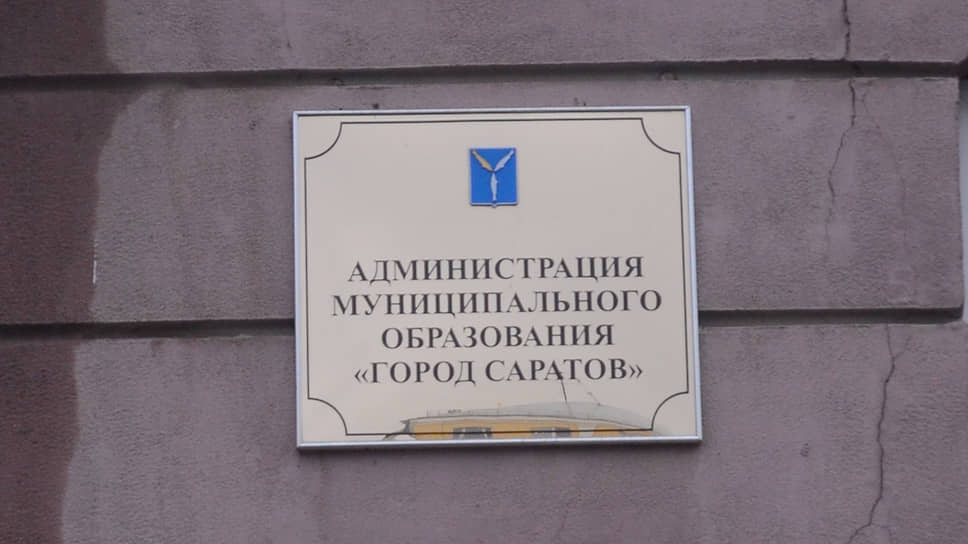 АДМИНИСТРАЦИЯ
МУНИЦИПАЛЬНОГО
ОБРАЗОВАНИЯ
«ГОРОД САРАТОВ»